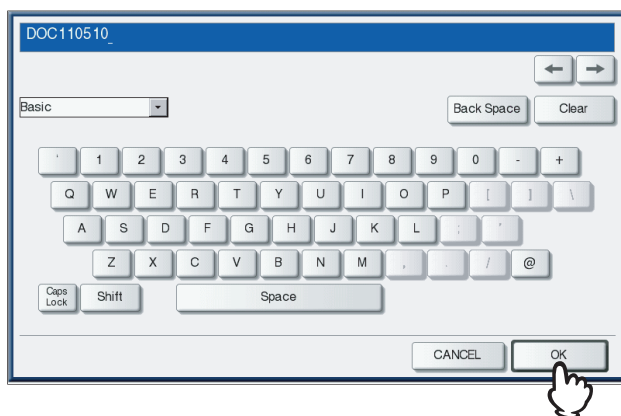 DOC110510_
Basic
Back Space Clear
' 1 2 3 4 5 6 7 8 9 0 - +
Q W E R T Y U I O P [ ] \
A S D F G H J K L ; '
Z X C V B N M , . / @
Caps Lock Shift Space
CANCEL OK